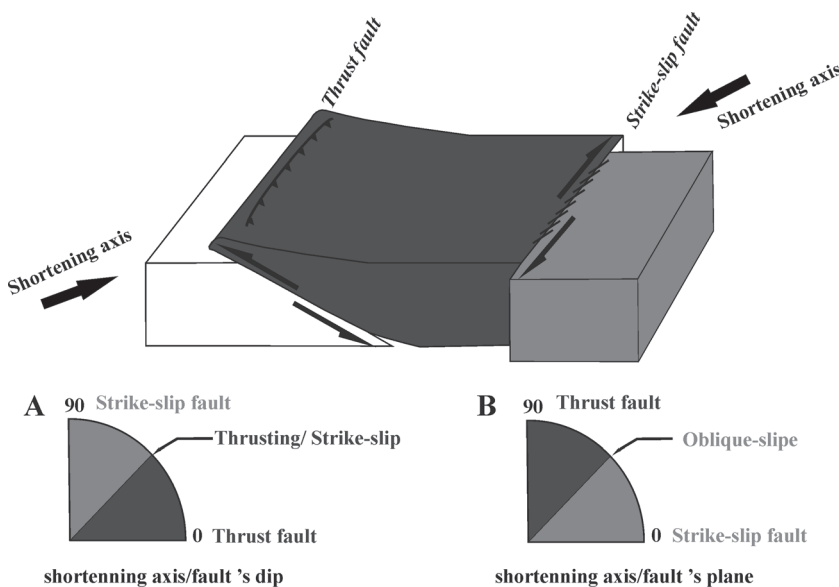 Thrust fault
Strike-slip fault
Shortening axis
Shortening axis
A
90 Strike-slip fault
Thrusting/ Strike-slip
0 Thrust fault
shortenning axis/fault 's dip
B
90 Thrust fault
Oblique-slipe
0 Strike-slip fault
shortenning axis/fault 's plane